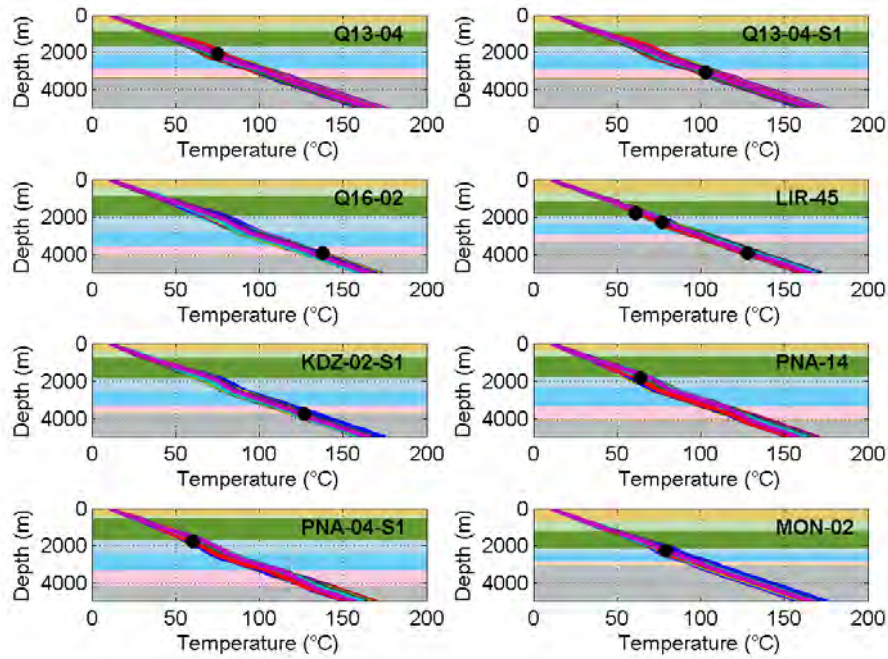 Depth (m)
0
2000
4000
Q13-04
0 50 100 150 200
Temperature (°C)
Depth (m)
0
2000
4000
Q13-04-S1
0 50 100 150 200
Temperature (°C)
Depth (m)
0
2000
4000
Q16-02
0 50 100 150 200
Temperature (°C)
Depth (m)
0
2000
4000
LIR-45
0 50 100 150 200
Temperature (°C)
Depth (m)
0
2000
4000
KDZ-02-S1
0 50 100 150 200
Temperature (°C)
Depth (m)
0
2000
4000
PNA-14
0 50 100 150 200
Temperature (°C)
Depth (m)
0
2000
4000
PNA-04-S1
0 50 100 150 200
Temperature (°C)
Depth (m)
0
2000
4000
MON-02
0 50 100 150 200
Temperature (°C)